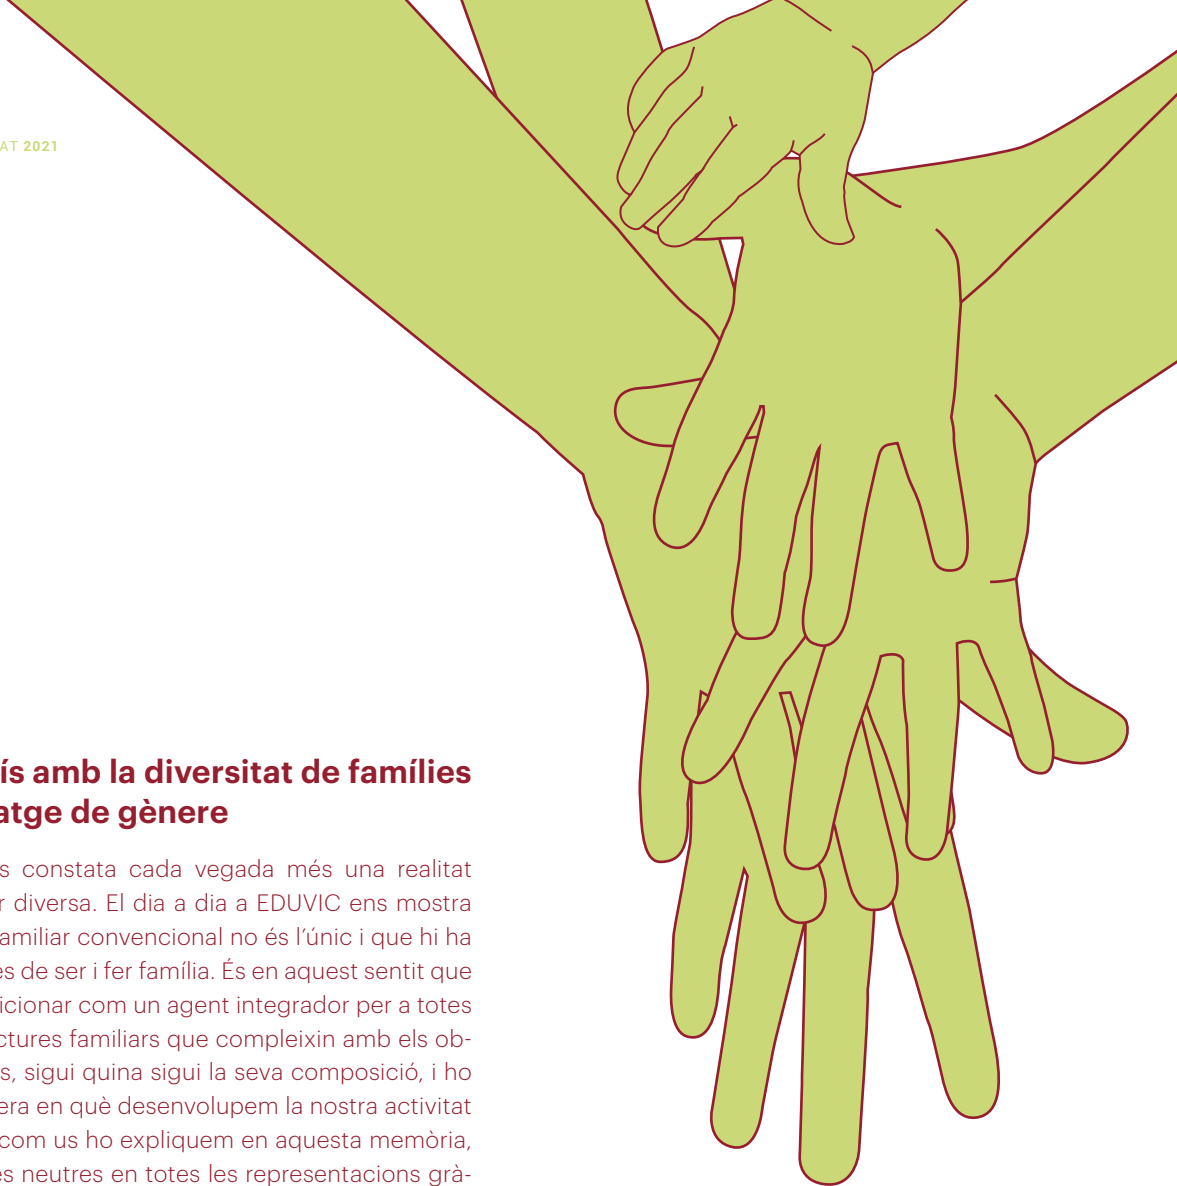 AT 2021
ís amb la diversitat de famílies
atge de gènere
s constata cada vegada més una realitat
r diversa. El dia a dia a EDUVIC ens mostra
amiliar convencional no és l’únic i que hi ha
es de ser i fer família. És en aquest sentit que
icionar com un agent integrador per a totes
ctures familiars que compleixin amb els ob-
s, sigui quina sigui la seva composició, i ho
era en què desenvolupem la nostra activitat
com us ho expliquem en aquesta memòria,
es neutres en totes les representacions grà-